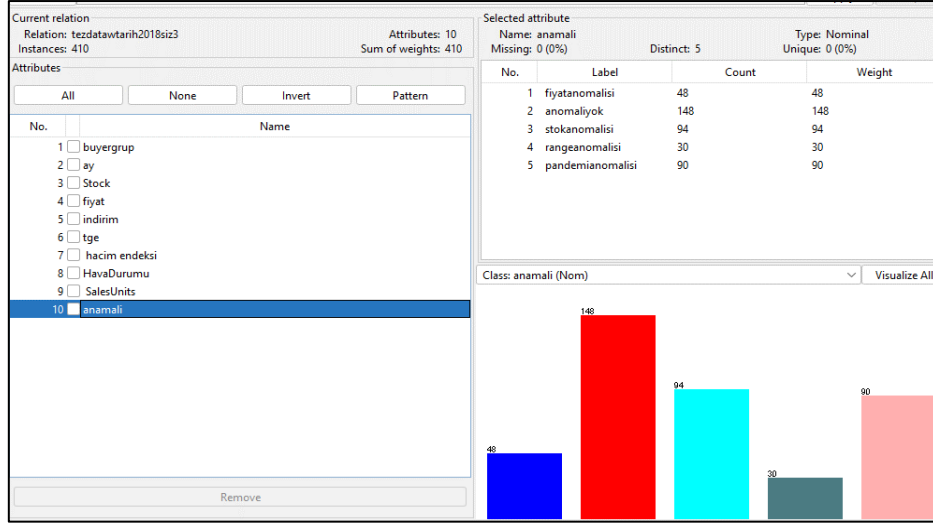 Current relation
Relation: tezdatawtarih2018siz3 Attributes: 10
Instances: 410 Sum of weights: 410
Attributes
All None Invert Pattern
No. Name
1 buyergrup
2 ay
3 Stock
4 fiyat
5 indirim
6 tge
7 hacim endeksi
8 HavaDurumu
9 SalesUnits
10 anamali
Remove
Selected attribute
Name: anamali Type: Nominal
Missing: 0 (0%) Distinct: 5 Unique: 0 (0%)
No. Label Count Weight
1 fiyatanomalisi 48 48
2 anomaliyok 148 148
3 stokanomalisi 94 94
4 rangeanomalisi 30 30
5 pandemianomalisi 90 90
Class: anamali (Nom) Visualize All
148
94
90
48
30